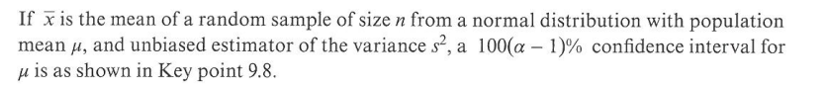 If x̄ is the mean of a random sample of size n from a normal distribution with population
mean μ, and unbiased estimator of the variance s², a 100(α – 1)% confidence interval for
μ is as shown in Key point 9.8.